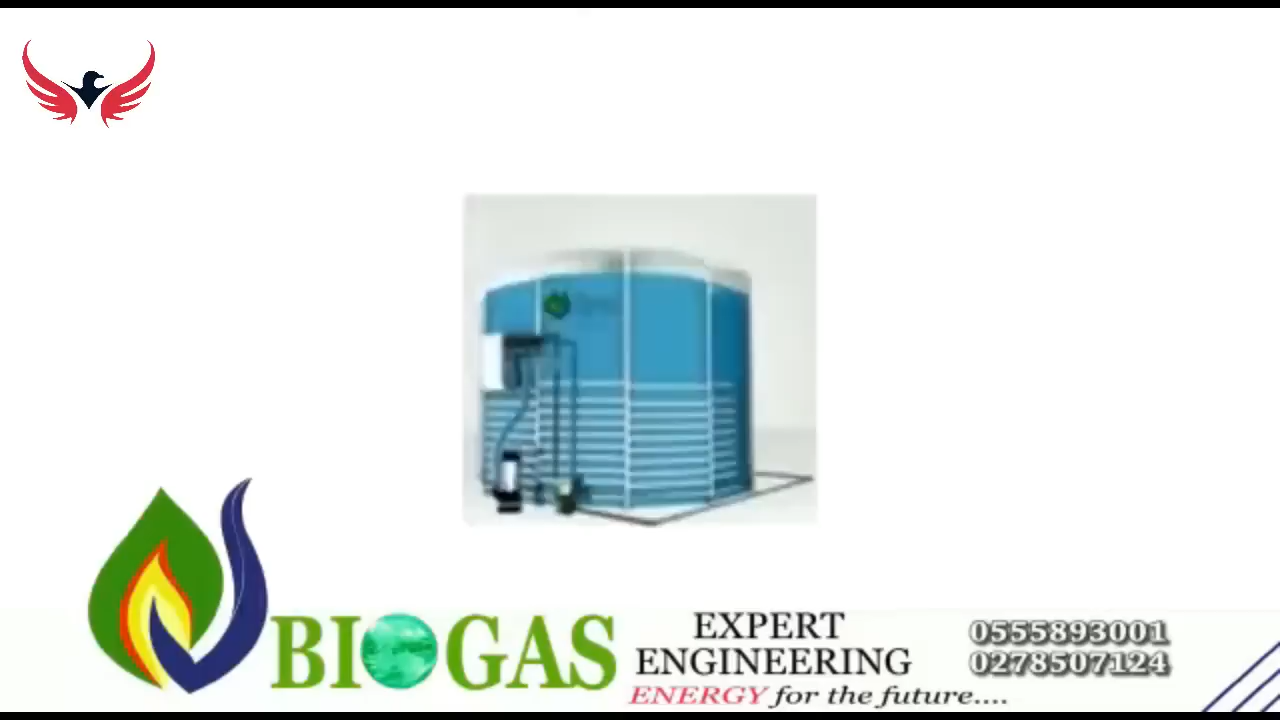 BIOGAS
EXPERT
ENGINEERING
ENERGY for the future....
0555893001
0278507124